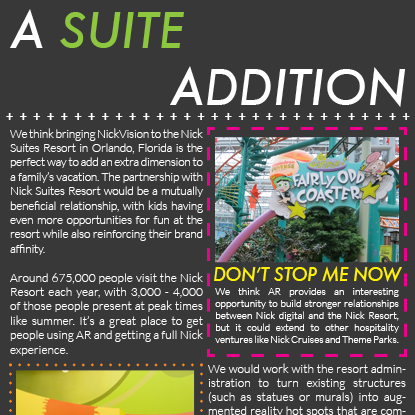 A SUITE
ADDITION
We think bringing NickVision to the Nick
Suites Resort in Orlando, Florida is the
perfect way to add an extra dimension to
a family's vacation. The partnership with
Nick Suites Resort would be a mutually
beneficial relationship, with kids having
even more opportunities for fun at the
resort while also reinforcing their brand
affinity.
Around 675,000 people visit the Nick
Resort each year, with 3,000 - 4,000
of those people present at peak times
like summer. It's a great place to get
people using AR and getting a full Nick
experience.
FAIRLY ODD
COASTER
DON'T STOP ME NOW
We think AR provides an interesting
opportunity to build stronger relationships
between Nick digital and the Nick Resort,
but it could extend to other hospitality
ventures like Nick Cruises and Theme Parks.
We would work with the resort admin-
istration to turn existing structures
(such as statues or murals) into aug-
mented reality hot spots that are com-